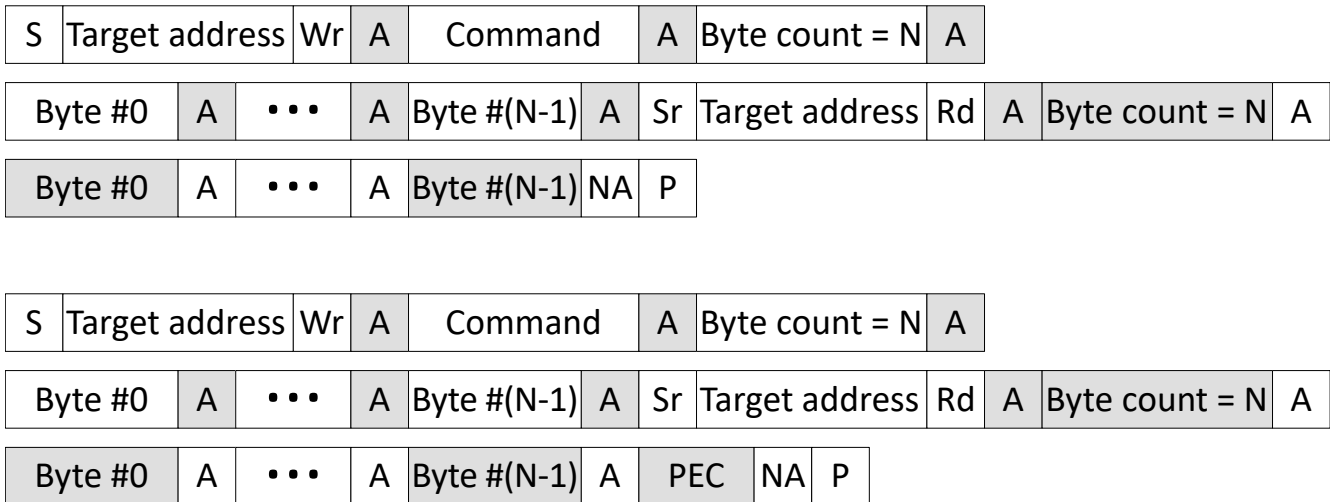 S Target address Wr A Command A Byte count = N A
Byte #0 A ••• A Byte #(N-1) A Sr Target address Rd A Byte count = N A
Byte #0 A ••• A Byte #(N-1) NA P
S Target address Wr A Command A Byte count = N A
Byte #0 A ••• A Byte #(N-1) A Sr Target address Rd A Byte count = N A
Byte #0 A ••• A Byte #(N-1) A PEC NA P